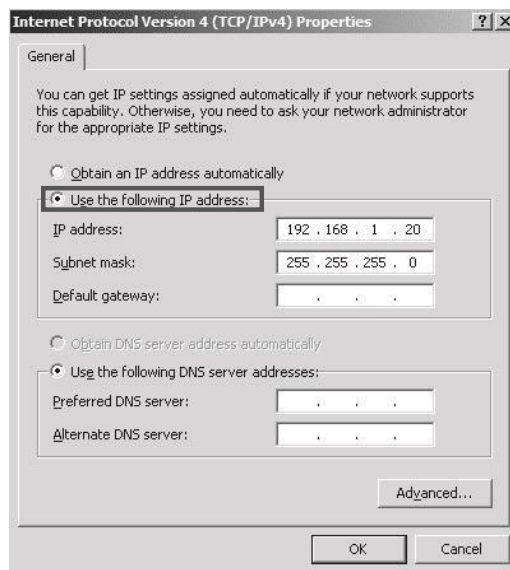 Internet Protocol Version 4 (TCP/IPv4) Properties
General
You can get IP settings assigned automatically if your network supports
this capability. Otherwise, you need to ask your network administrator
for the appropriate IP settings.
Obtain an IP address automatically
Use the following IP address:
IP address: 192 . 168 . 1 . 20
Subnet mask: 255 . 255 . 255 . 0
Default gateway: . . .
Obtain DNS server address automatically
Use the following DNS server addresses:
Preferred DNS server: . . .
Alternate DNS server: . . .
Advanced...
OK Cancel